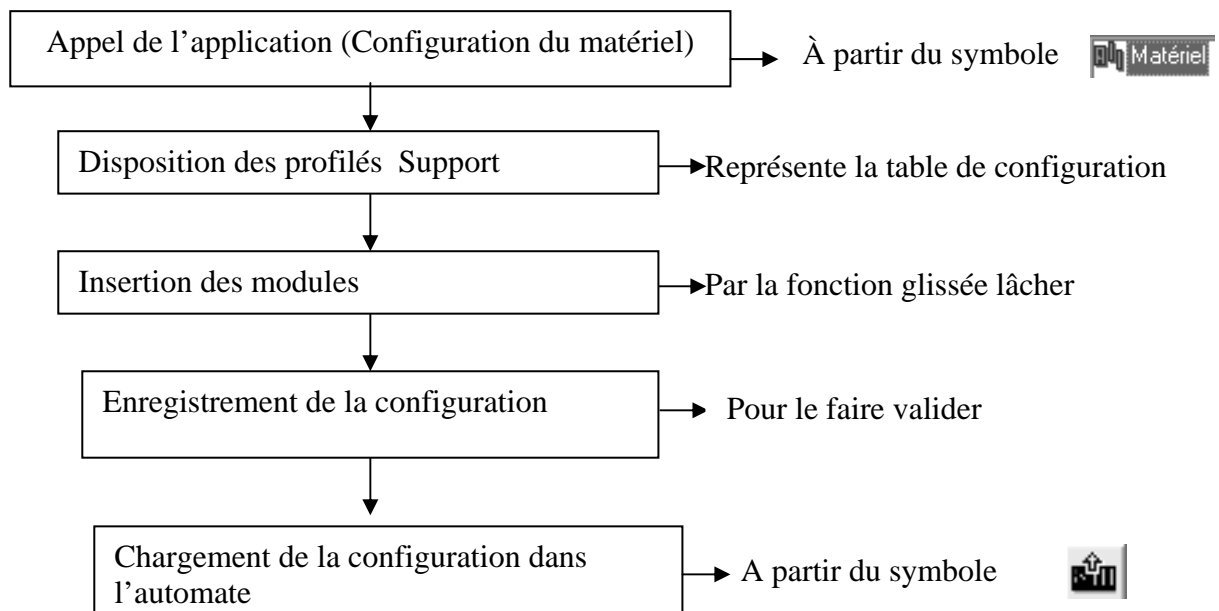 Appel de l’application (Configuration du matériel)
À partir du symbole
Matériel
Disposition des profilés Support
Représente la table de configuration
Insertion des modules
Par la fonction glissée lâcher
Enregistrement de la configuration
Pour le faire valider
Chargement de la configuration dans
l’automate
A partir du symbole